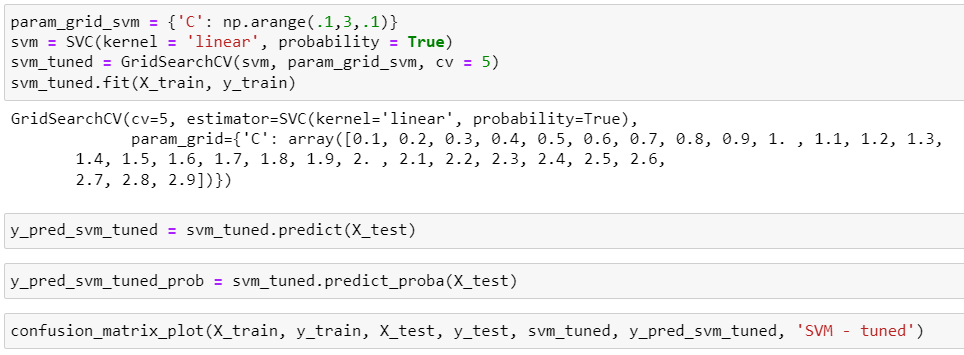 param_grid_svm = {'C': np.arange(.1,3,.1)}
svm = SVC(kernel = 'linear', probability = True)
svm_tuned = GridSearchCV(svm, param_grid_svm, cv = 5)
svm_tuned.fit(X_train, y_train)
GridSearchCV(cv=5, estimator=SVC(kernel='linear', probability=True),
             param_grid={'C': array([0.1, 0.2, 0.3, 0.4, 0.5, 0.6, 0.7, 0.8, 0.9, 1. , 1.1, 1.2, 1.3,
       1.4, 1.5, 1.6, 1.7, 1.8, 1.9, 2. , 2.1, 2.2, 2.3, 2.4, 2.5, 2.6,
       2.7, 2.8, 2.9])})
y_pred_svm_tuned = svm_tuned.predict(X_test)
y_pred_svm_tuned_prob = svm_tuned.predict_proba(X_test)
confusion_matrix_plot(X_train, y_train, X_test, y_test, svm_tuned, y_pred_svm_tuned, 'SVM - tuned')